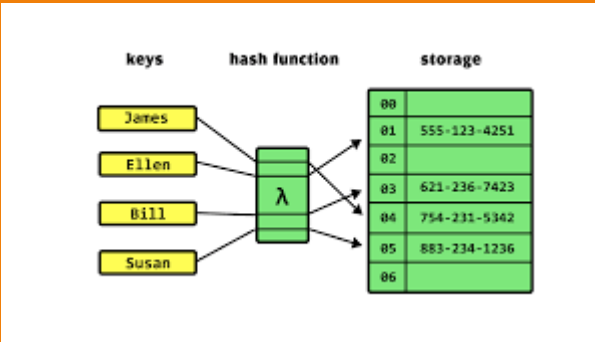 keys hash function storage
James
Ellen
Bill
Susan
λ
00
01 555-123-4251
02
03 621-236-7423
04 754-231-5342
05 883-234-1236
06